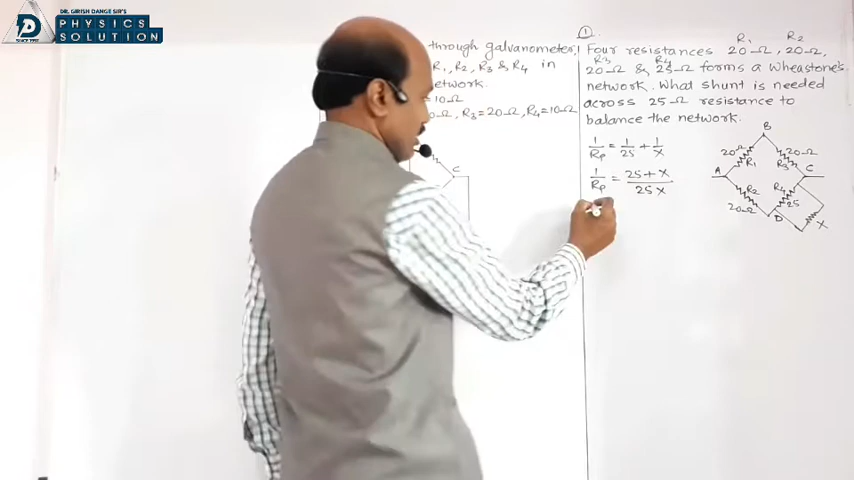 DR. GIRISH DANGE SIR'S
PHYSICS
SOLUTION
through galvanometer,
R₁, R₂, R₃ & R₄ in
network.
= 10Ω
Ω, R₃ = 20Ω, R₄ = 10Ω
C
①
R₁ R₂
Four resistances 20Ω, 20Ω,
R₃ R₄
20Ω & 25Ω forms a Wheastone's
network. What shunt is needed
across 25Ω resistance to
balance the network.
1/Rp = 1/25 + 1/X
1/Rp = 25+X/25X
B
20Ω 20Ω
R₁ R₃
A C
R₂ R₄
20Ω 25
D
X